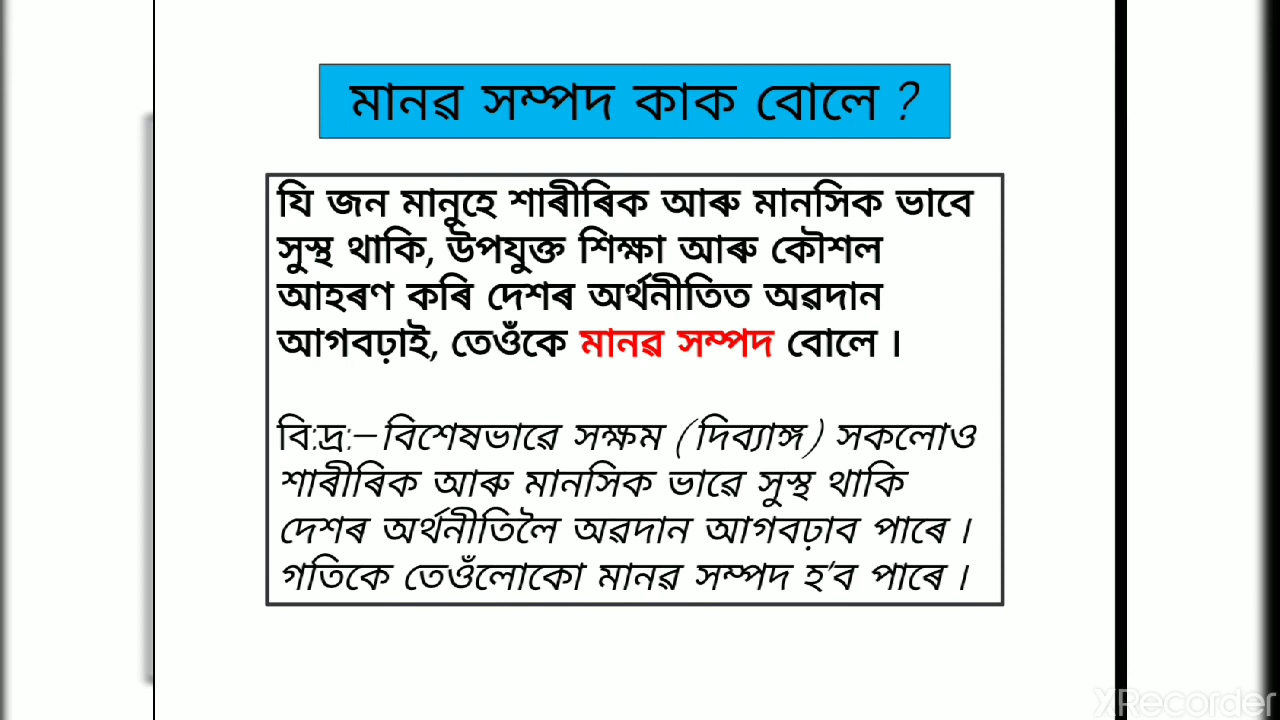 মানৱ সম্পদ কাক বোলে ?
যি জন মানুহে শাৰীৰিক আৰু মানসিক ভাবে
সুস্থ থাকি, উপযুক্ত শিক্ষা আৰু কৌশল
আহৰণ কৰি দেশৰ অৰ্থনীতিত অৱদান
আগবঢ়াই, তেওঁকে মানৱ সম্পদ বোলে ।
বি:দ্ৰ:–বিশেষভাৱে সক্ষম (দিব্যাঙ্গ) সকলোও
শাৰীৰিক আৰু মানসিক ভাৱে সুস্থ থাকি
দেশৰ অৰ্থনীতিলৈ অৱদান আগবঢ়াব পাৰে ।
গতিকে তেওঁলোকো মানৱ সম্পদ হ'ব পাৰে ।
XRecorder